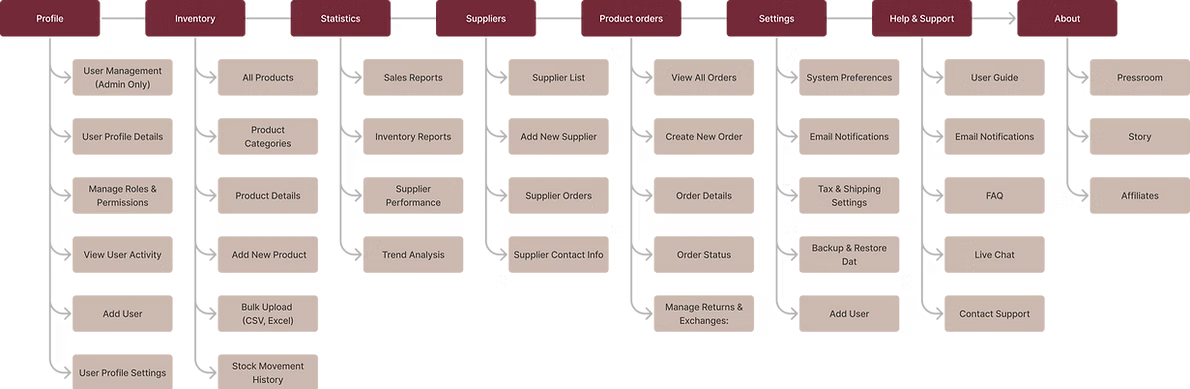 Profile
Inventory
Statistics
Suppliers
Product orders
Settings
Help & Support
About
User Management
(Admin Only)
User Profile Details
Manage Roles &
Permissions
View User Activity
Add User
User Profile Settings
All Products
Product
Categories
Product Details
Add New Product
Bulk Upload
(CSV, Excel)
Stock Movement
History
Sales Reports
Inventory Reports
Supplier
Performance
Trend Analysis
Supplier List
Add New Supplier
Supplier Orders
Supplier Contact Info
View All Orders
Create New Order
Order Details
Order Status
Manage Returns &
Exchanges:
System Preferences
Email Notifications
Tax & Shipping
Settings
Backup & Restore
Dat
Add User
User Guide
Email Notifications
FAQ
Live Chat
Contact Support
Pressroom
Story
Affiliates